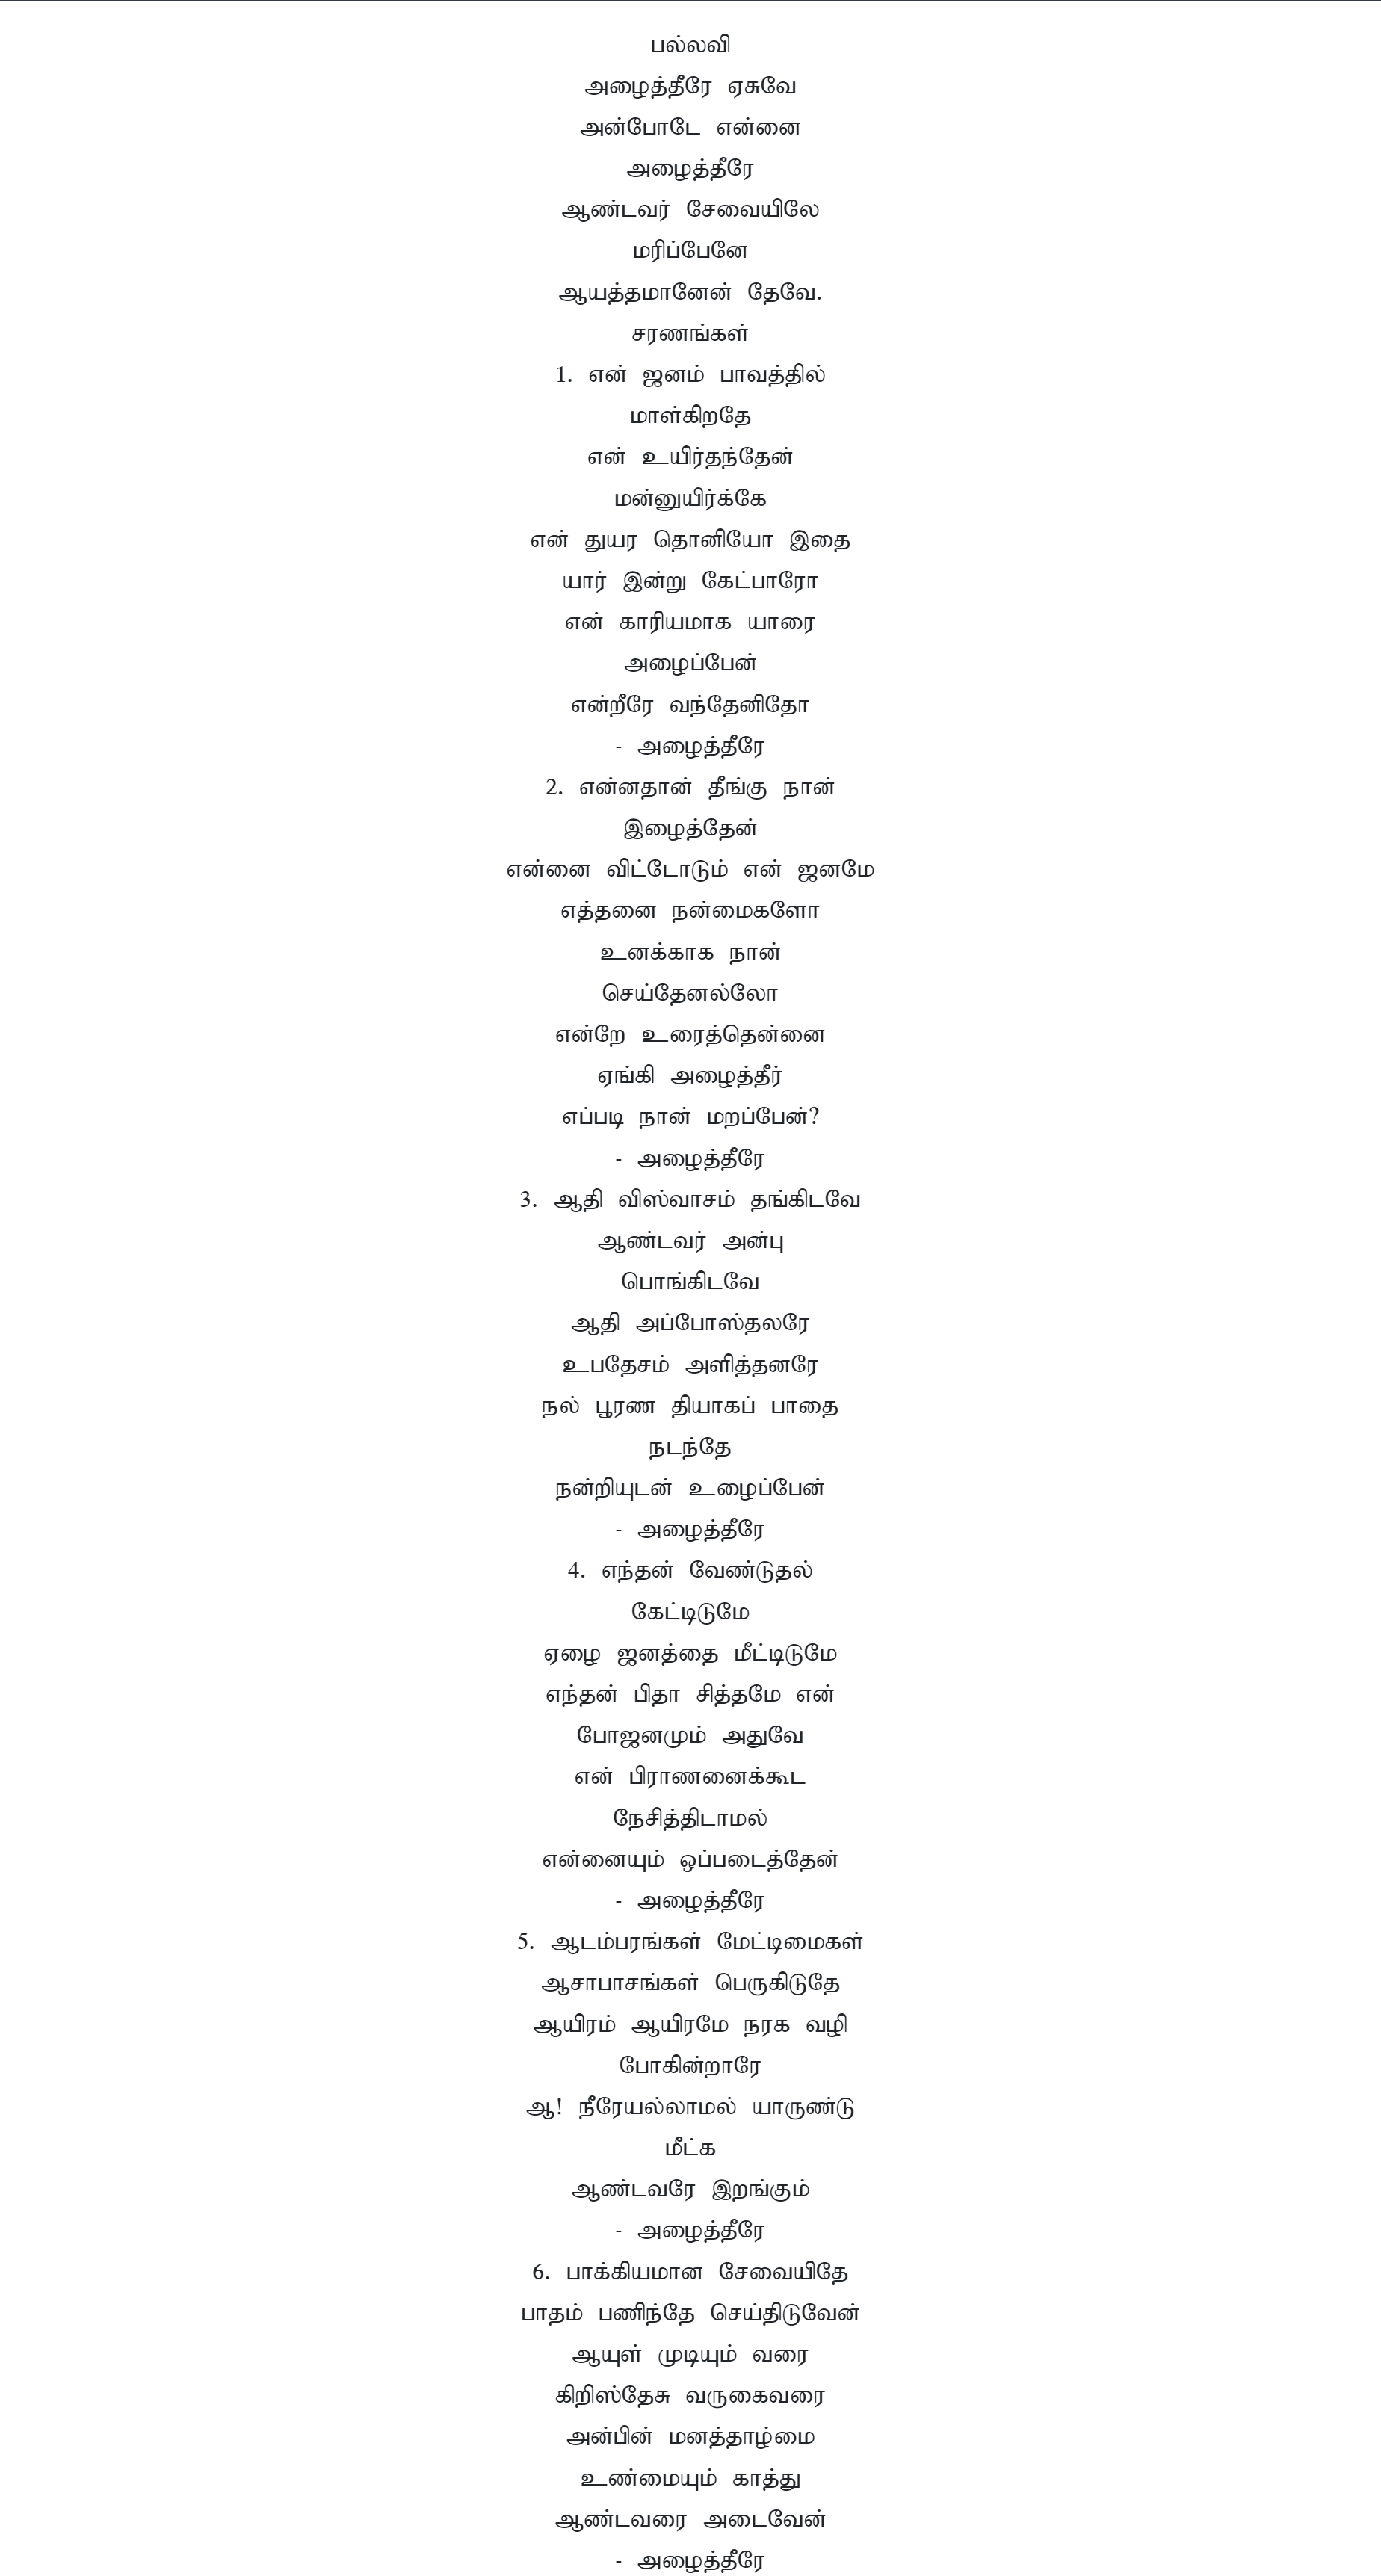 பல்லவி
அழைத்தீரே ஏசுவே
அன்போடே என்னை
அழைத்தீரே
ஆண்டவர் சேவையிலே
மரிப்பேனே
ஆயத்தமானேன் தேவே.
சரணங்கள்
1. என் ஜனம் பாவத்தில்
மாள்கிறதே
என் உயிர்தந்தேன்
மன்னுயிர்க்கே
என் துயர தொனியோ இதை
யார் இன்று கேட்பாரோ
என் காரியமாக யாரை
அழைப்பேன்
என்றீரே வந்தேனிதோ
- அழைத்தீரே
2. என்னதான் தீங்கு நான்
இழைத்தேன்
என்னை விட்டோடும் என் ஜனமே
எத்தனை நன்மைகளோ
உனக்காக நான்
செய்தேனல்லோ
என்றே உரைத்தென்னை
ஏங்கி அழைத்தீர்
எப்படி நான் மறப்பேன்?
- அழைத்தீரே
3. ஆதி விஸ்வாசம் தங்கிடவே
ஆண்டவர் அன்பு
பொங்கிடவே
ஆதி அப்போஸ்தலரே
உபதேசம் அளித்தனரே
நல் பூரண தியாகப் பாதை
நடந்தே
நன்றியுடன் உழைப்பேன்
- அழைத்தீரே
4. எந்தன் வேண்டுதல்
கேட்டிடுமே
ஏழை ஜனத்தை மீட்டிடுமே
எந்தன் பிதா சித்தமே என்
போஜனமும் அதுவே
என் பிராணனைக்கூட
நேசித்திடாமல்
என்னையும் ஒப்படைத்தேன்
- அழைத்தீரே
5. ஆடம்பரங்கள் மேட்டிமைகள்
ஆசாபாசங்கள் பெருகிடுதே
ஆயிரம் ஆயிரமே நரக வழி
போகின்றாரே
ஆ! நீரேயல்லாமல் யாருண்டு
மீட்க
ஆண்டவரே இறங்கும்
- அழைத்தீரே
6. பாக்கியமான சேவையிதே
பாதம் பணிந்தே செய்திடுவேன்
ஆயுள் முடியும் வரை
கிறிஸ்தேசு வருகைவரை
அன்பின் மனத்தாழ்மை
உண்மையும் காத்து
ஆண்டவரை அடைவேன்
- அழைத்தீரே